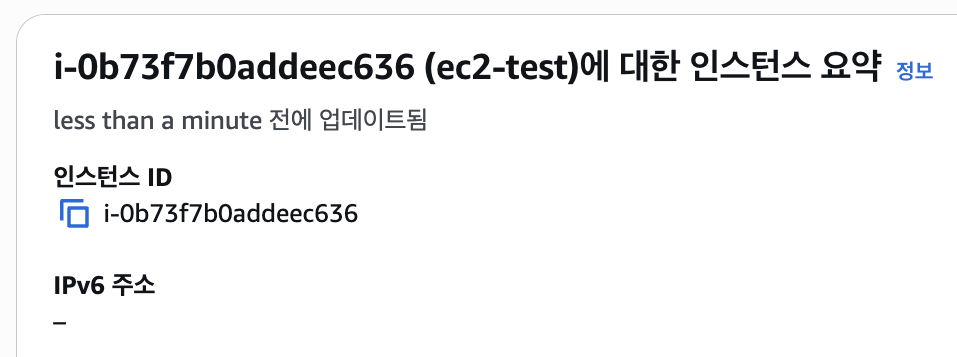 i-0b73f7b0addeec636 (ec2-test)에 대한 인스턴스 요약 정보
less than a minute 전에 업데이트됨
인스턴스 ID
i-0b73f7b0addeec636
IPv6 주소
–